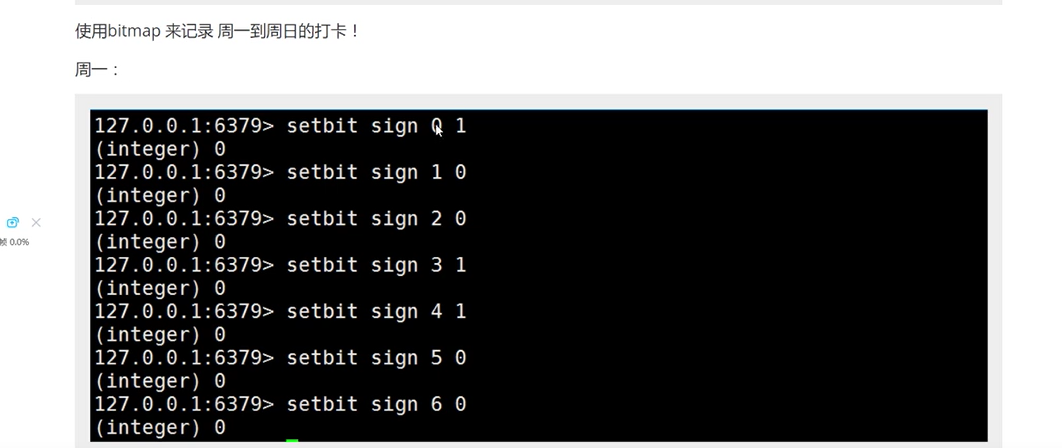 使用bitmap 来记录 周一到周日的打卡！
周一：
127.0.0.1:6379> setbit sign 0 1
(integer) 0
127.0.0.1:6379> setbit sign 1 0
(integer) 0
127.0.0.1:6379> setbit sign 2 0
(integer) 0
127.0.0.1:6379> setbit sign 3 1
(integer) 0
帧 0.0%
127.0.0.1:6379> setbit sign 4 1
(integer) 0
127.0.0.1:6379> setbit sign 5 0
(integer) 0
127.0.0.1:6379> setbit sign 6 0
(integer) 0